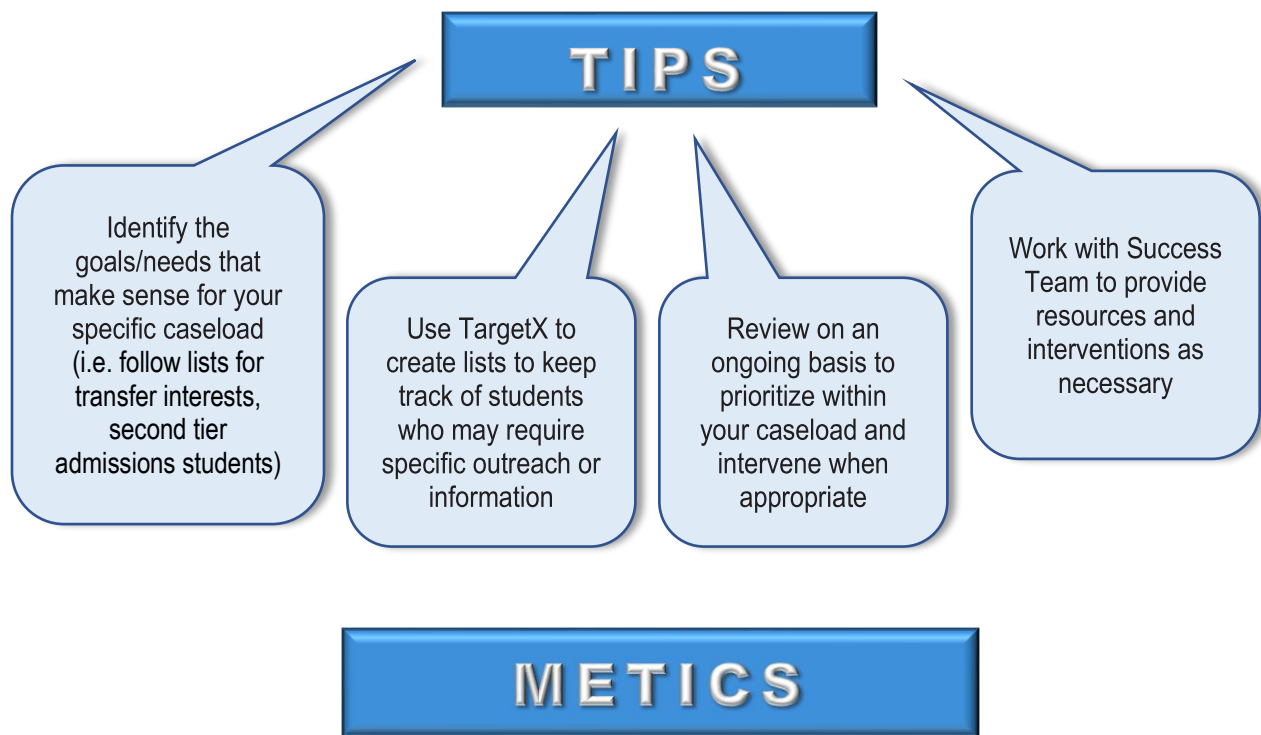 TIPS
Identify the
goals/needs that
make sense for your
specific caseload
(i.e. follow lists for
transfer interests,
second tier
admissions students)
Use TargetX to
create lists to keep
track of students
who may require
specific outreach or
information
Review on an
ongoing basis to
prioritize within
your caseload and
intervene when
appropriate
Work with Success
Team to provide
resources and
interventions as
necessary
METICS